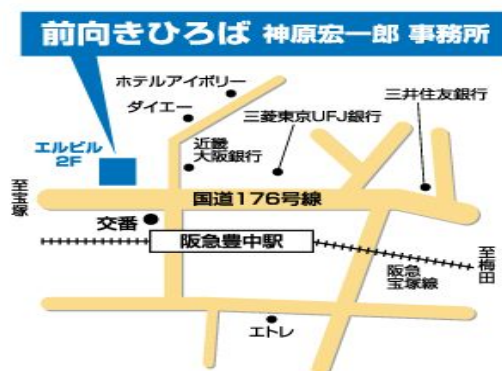 前向きひろば 神原宏一郎 事務所
ホテルアイボリー
ダイエー
三井住友銀行
三菱東京UFJ銀行
エルビル
2F
近畿
大阪銀行
至宝塚
国道176号線
交番
阪急豊中駅
至梅田
阪急
宝塚線
エトレ